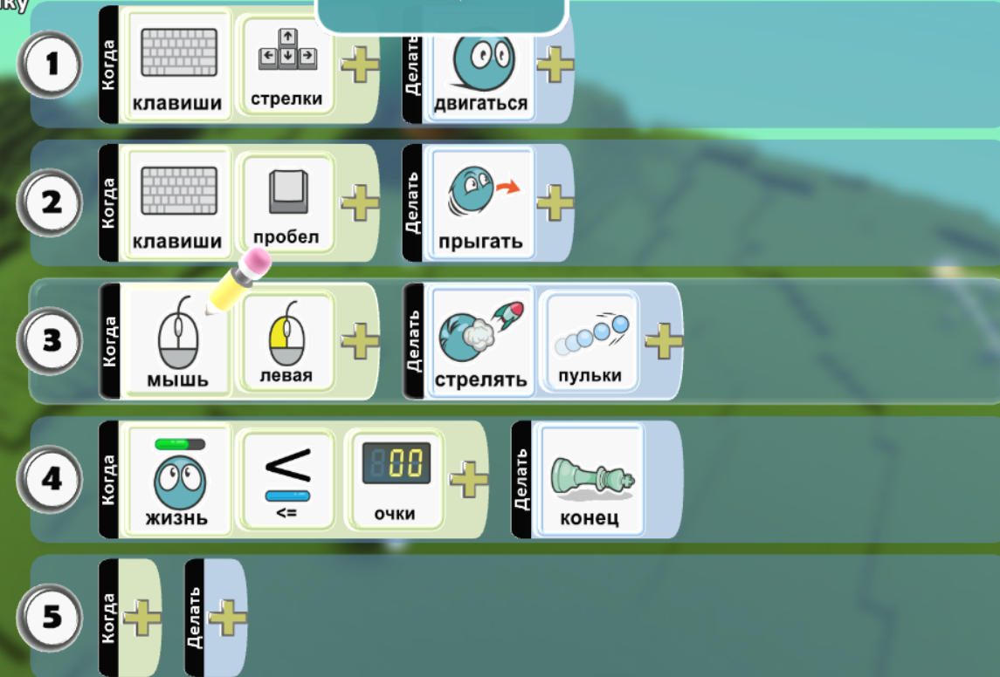 1 Когда клавиши стрелки Делать двигаться
2 Когда клавиши пробел Делать прыгать
3 Когда мышь левая Делать стрелять пульки
4 Когда жизнь <= 00 очки Делать конец
5 Когда Делать